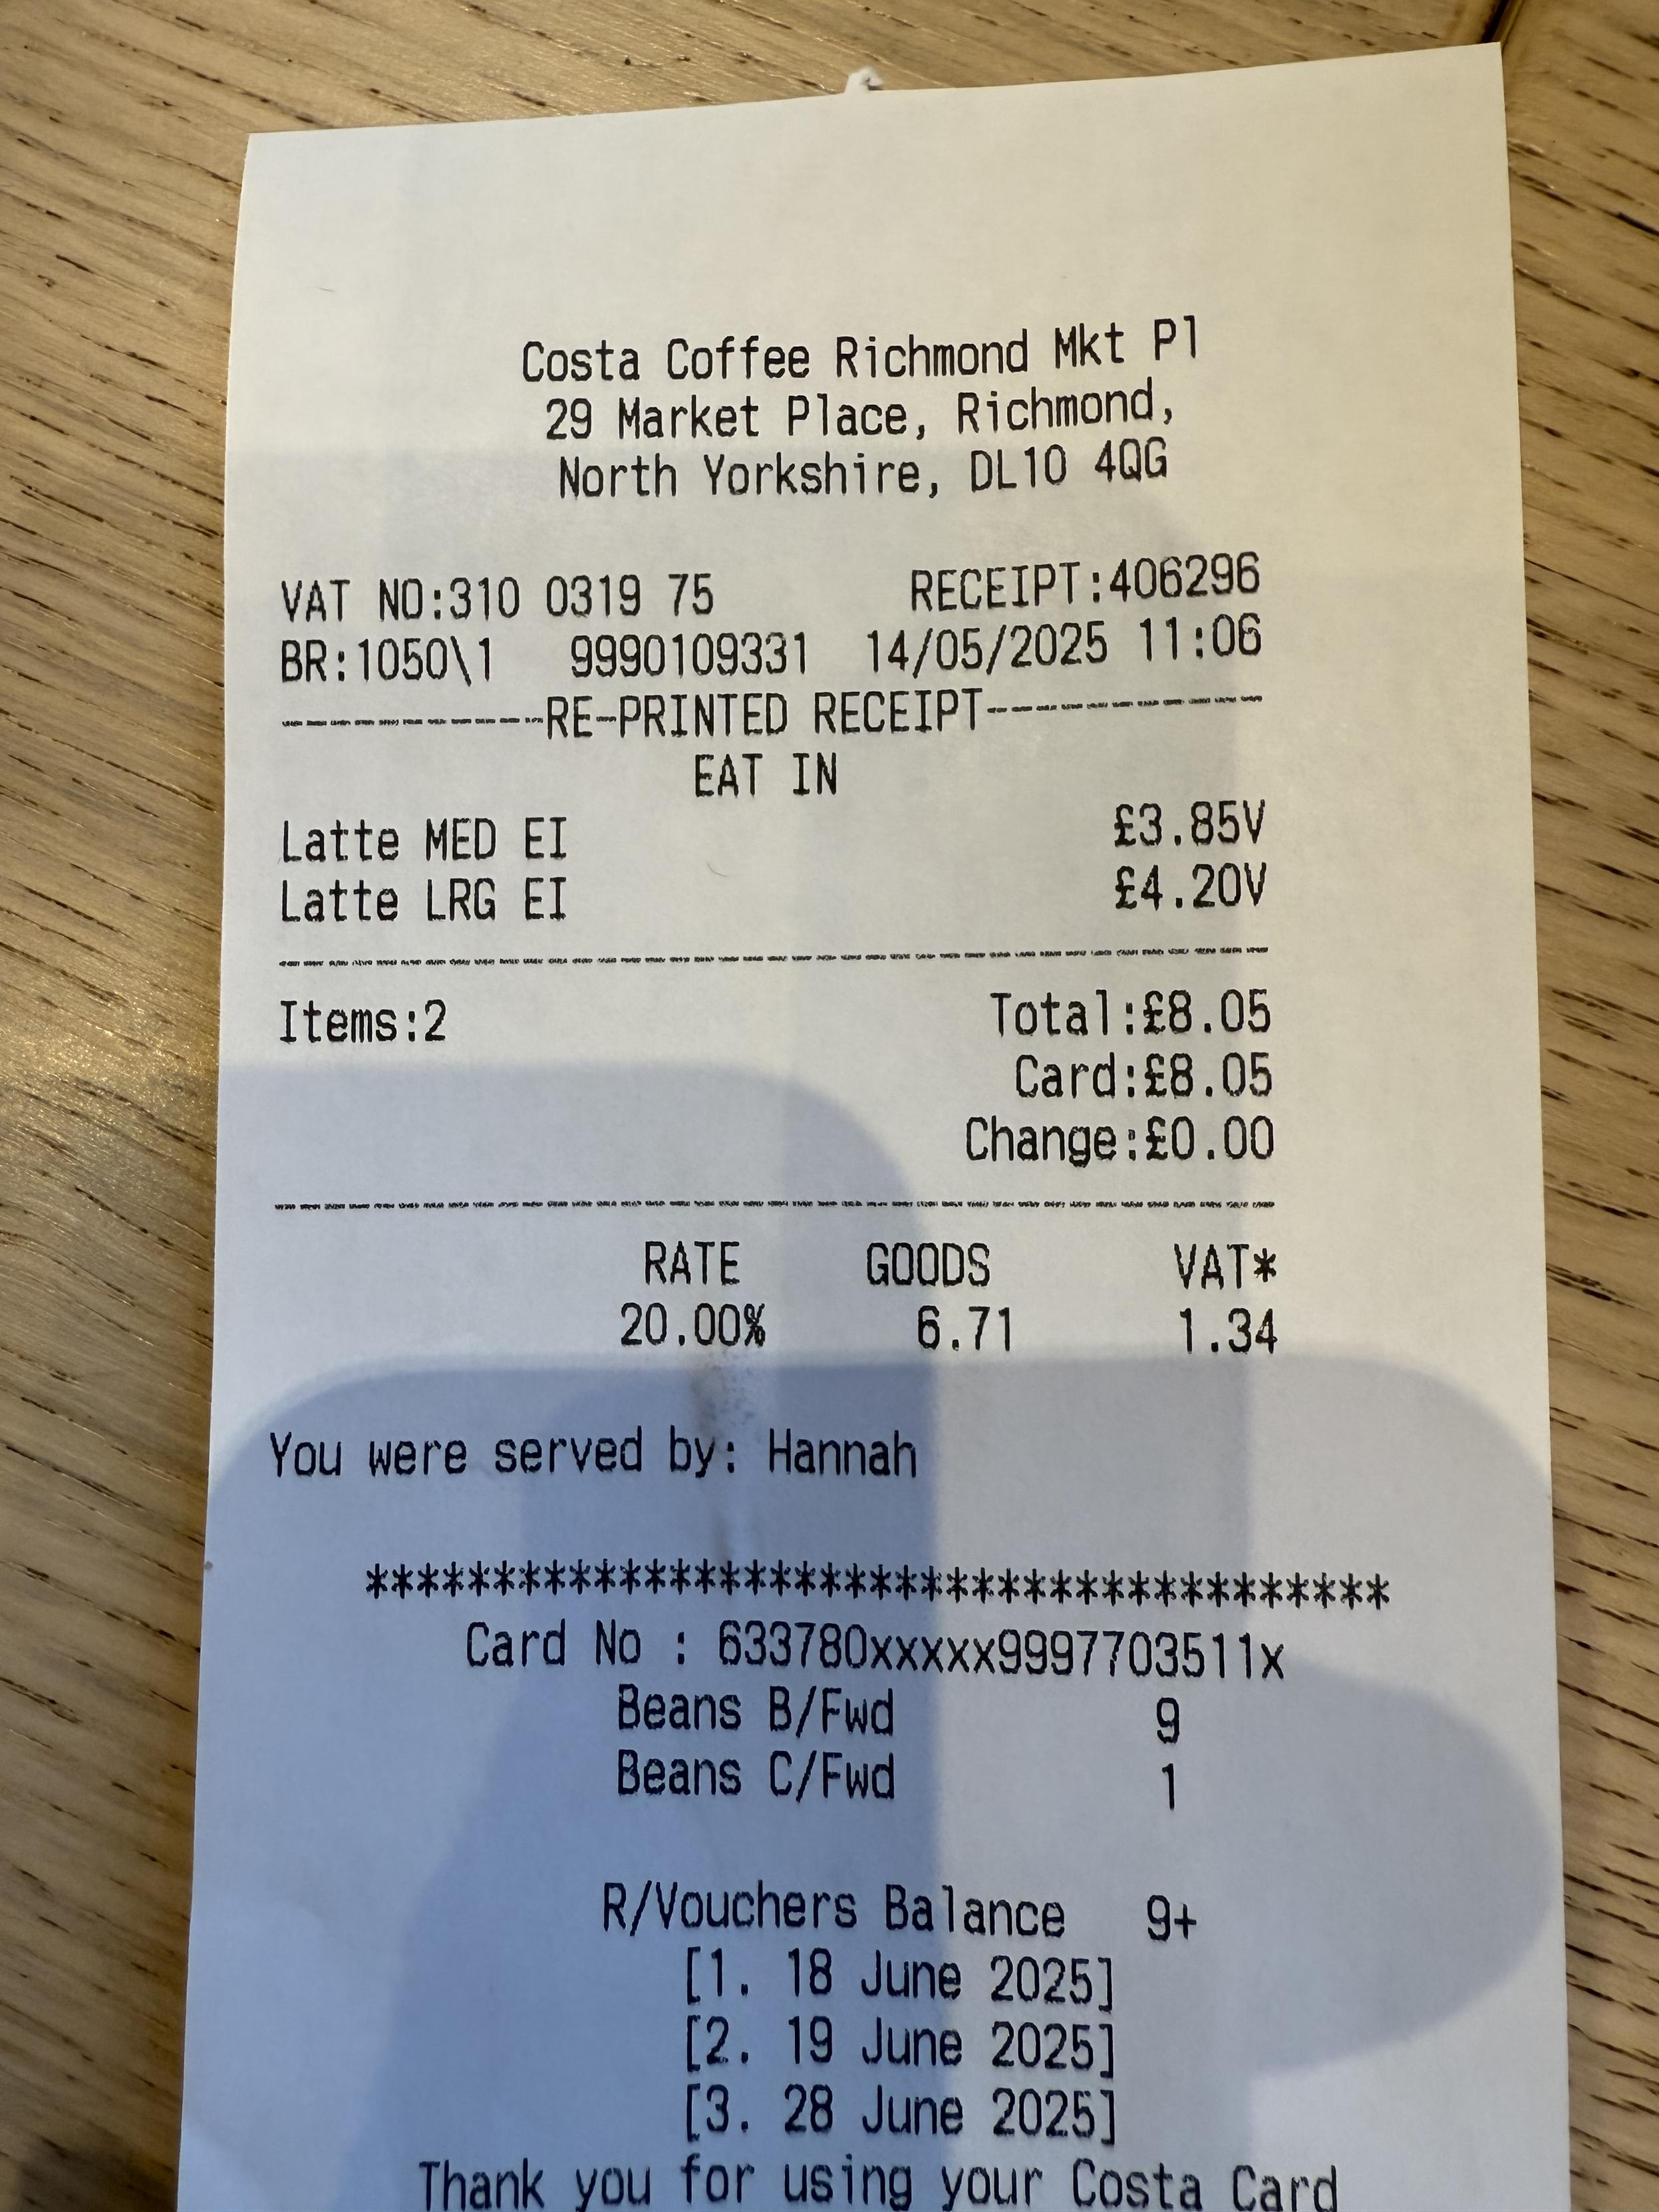 Costa Coffee Richmond Mkt Pl
29 Market Place, Richmond,
North Yorkshire, DL10 4QG
VAT NO:310 0319 75 RECEIPT:406296
BR:1050\1 9990109331 14/05/2025 11:06
-----------RE-PRINTED RECEIPT-----------
EAT IN
Latte MED EI £3.85V
Latte LRG EI £4.20V
Items:2 Total:£8.05
Card:£8.05
Change:£0.00
RATE GOODS VAT*
20.00% 6.71 1.34
You were served by: Hannah
****************************************
Card No : 633780xxxxx9997703511x
Beans B/Fwd 9
Beans C/Fwd 1
R/Vouchers Balance 9+
[1. 18 June 2025]
[2. 19 June 2025]
[3. 28 June 2025]
Thank you for using your Costa Card